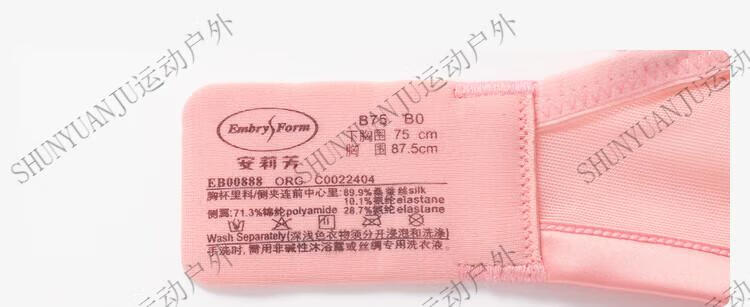 Embry Form
安莉芳
B75 B0
下胸围 75 cm
胸 围 87.5cm
EB00888 ORG C0022404
胸杯里料/侧夹连前中心里:89.9%桑蚕丝silk
10.1%氨纶elastane
侧翼:71.3%锦纶polyamide 28.7%氨纶elastane
Wash Separately(深浅色衣物须分开浸泡和洗涤)
手洗时,需用非碱性沐浴露或丝绸专用洗衣液。
SHUNYUANJU运动户外
SHUNYUANJU运动户外
SHUNYUANJU运动户外